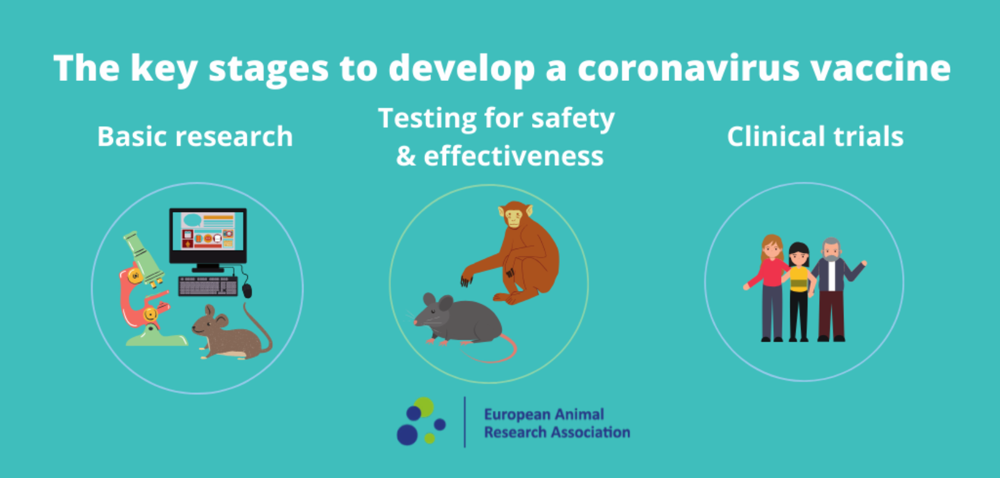 The key stages to develop a coronavirus vaccine
Basic research
Testing for safety
& effectiveness
Clinical trials
European Animal
Research Association